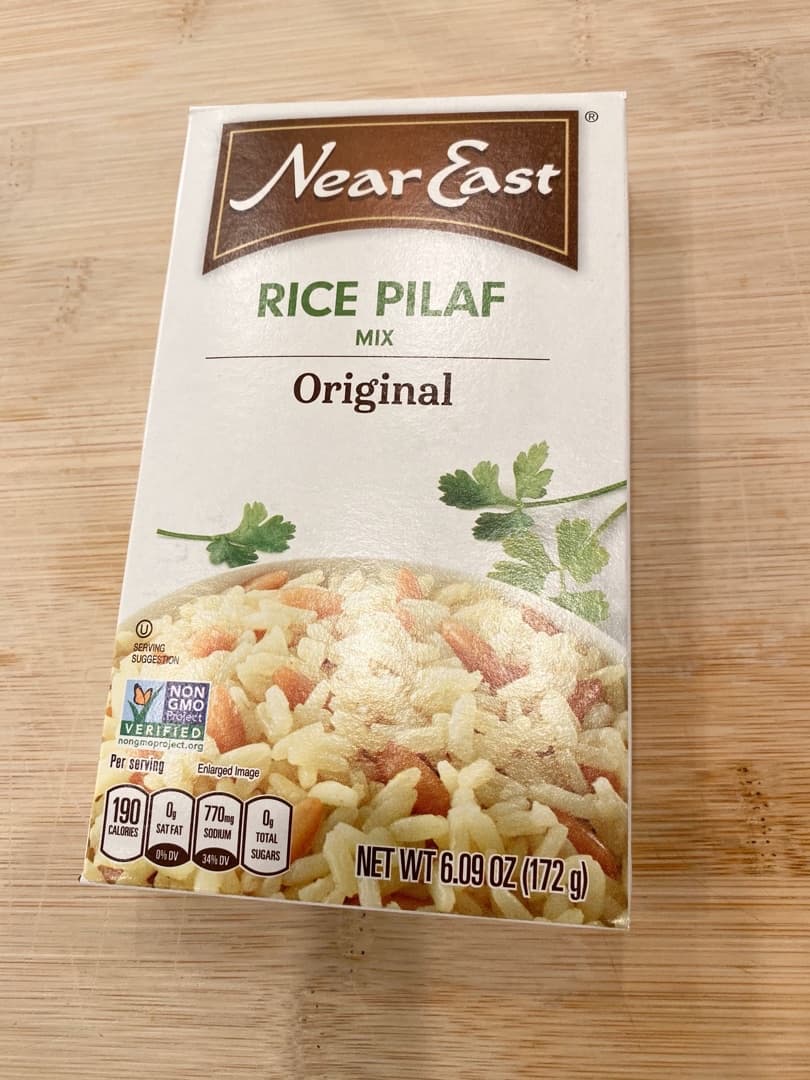 Near East ®
RICE PILAF
MIX
Original
U
SERVING
SUGGESTION
NON
GMO
Project
VERIFIED
nongmoproject.org
Per serving
Enlarged Image
190
CALORIES
0g
SAT FAT
0% DV
770mg
SODIUM
34% DV
0g
TOTAL
SUGARS
NET WT 6.09 OZ (172 g)